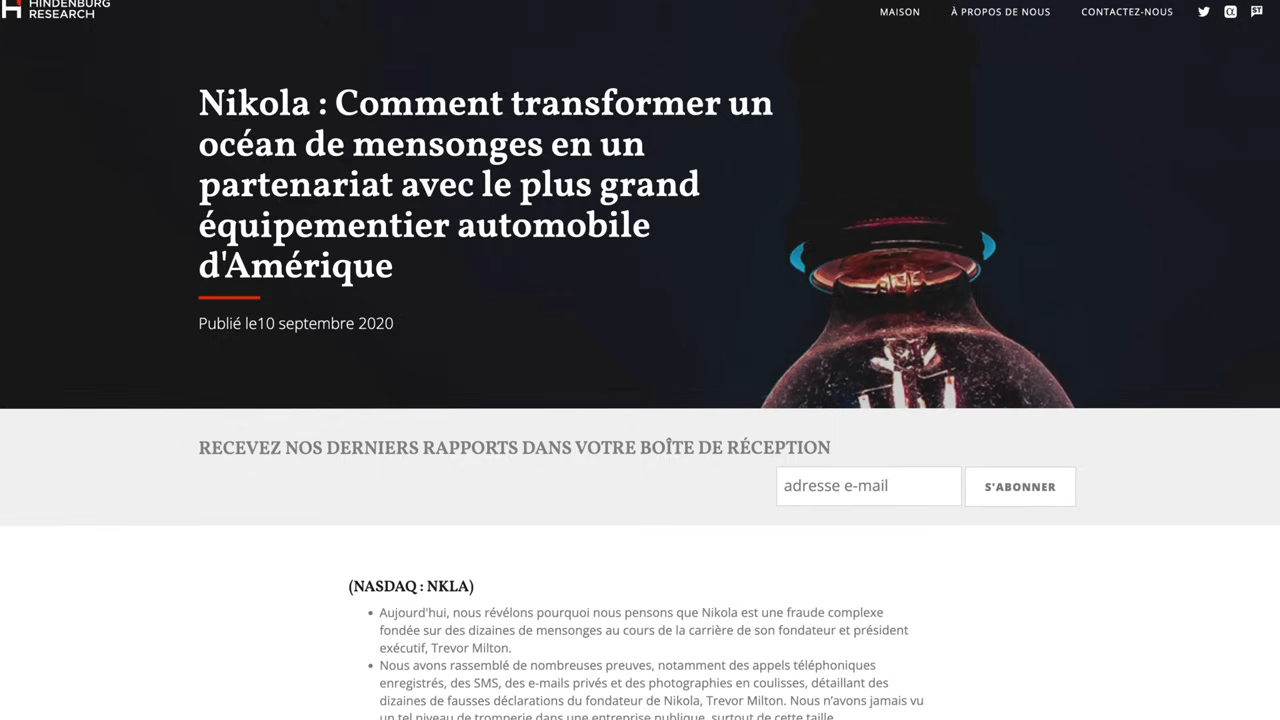 HINDENBURG
RESEARCH
MAISON
À PROPOS DE NOUS
CONTACTEZ-NOUS
Nikola : Comment transformer un
océan de mensonges en un
partenariat avec le plus grand
équipementier automobile
d'Amérique
Publié le10 septembre 2020
RECEVEZ NOS DERNIERS RAPPORTS DANS VOTRE BOÎTE DE RÉCEPTION
adresse e-mail
S'ABONNER
(NASDAQ : NKLA)
Aujourd'hui, nous révélons pourquoi nous pensons que Nikola est une fraude complexe
fondée sur des dizaines de mensonges au cours de la carrière de son fondateur et président
exécutif, Trevor Milton.
Nous avons rassemblé de nombreuses preuves, notamment des appels téléphoniques
enregistrés, des SMS, des e-mails privés et des photographies en coulisses, détaillant des
dizaines de fausses déclarations du fondateur de Nikola, Trevor Milton. Nous n'avons jamais vu
un tel niveau de tromperie dans une entreprise publique, surtout de cette taille.